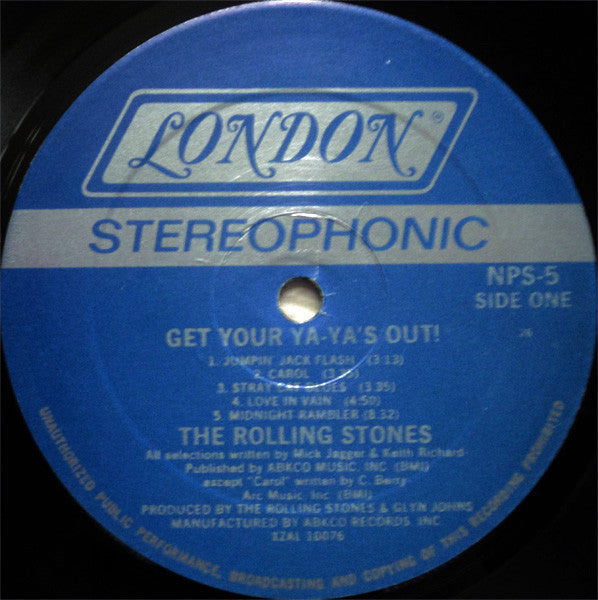 LONDON®
STEREOPHONIC
NPS-5
SIDE ONE
26
GET YOUR YA-YA'S OUT!
1. JUMPIN' JACK FLASH (3:13)
2. CAROL
3. STRAY CAT BLUES (3.35)
4. LOVE IN VAIN (4:50)
5. MIDNIGHT RAMBLER (8.32)
THE ROLLING STONES
All selections written by Mick Jagger & Keith Richard
Published by ABKCO MUSIC, INC (BMI)
except "Carol" written by C. Berry
Arc Music, Inc. (BMI)
PRODUCED BY THE ROLLING STONES & GLYN JOHNS
MANUFACTURED BY ABKCO RECORDS, INC
XZAL 10076
UNAUTHORIZED PUBLIC PERFORMANCE, BROADCASTING AND COPYING OF THIS RECORDING PROHIBITED